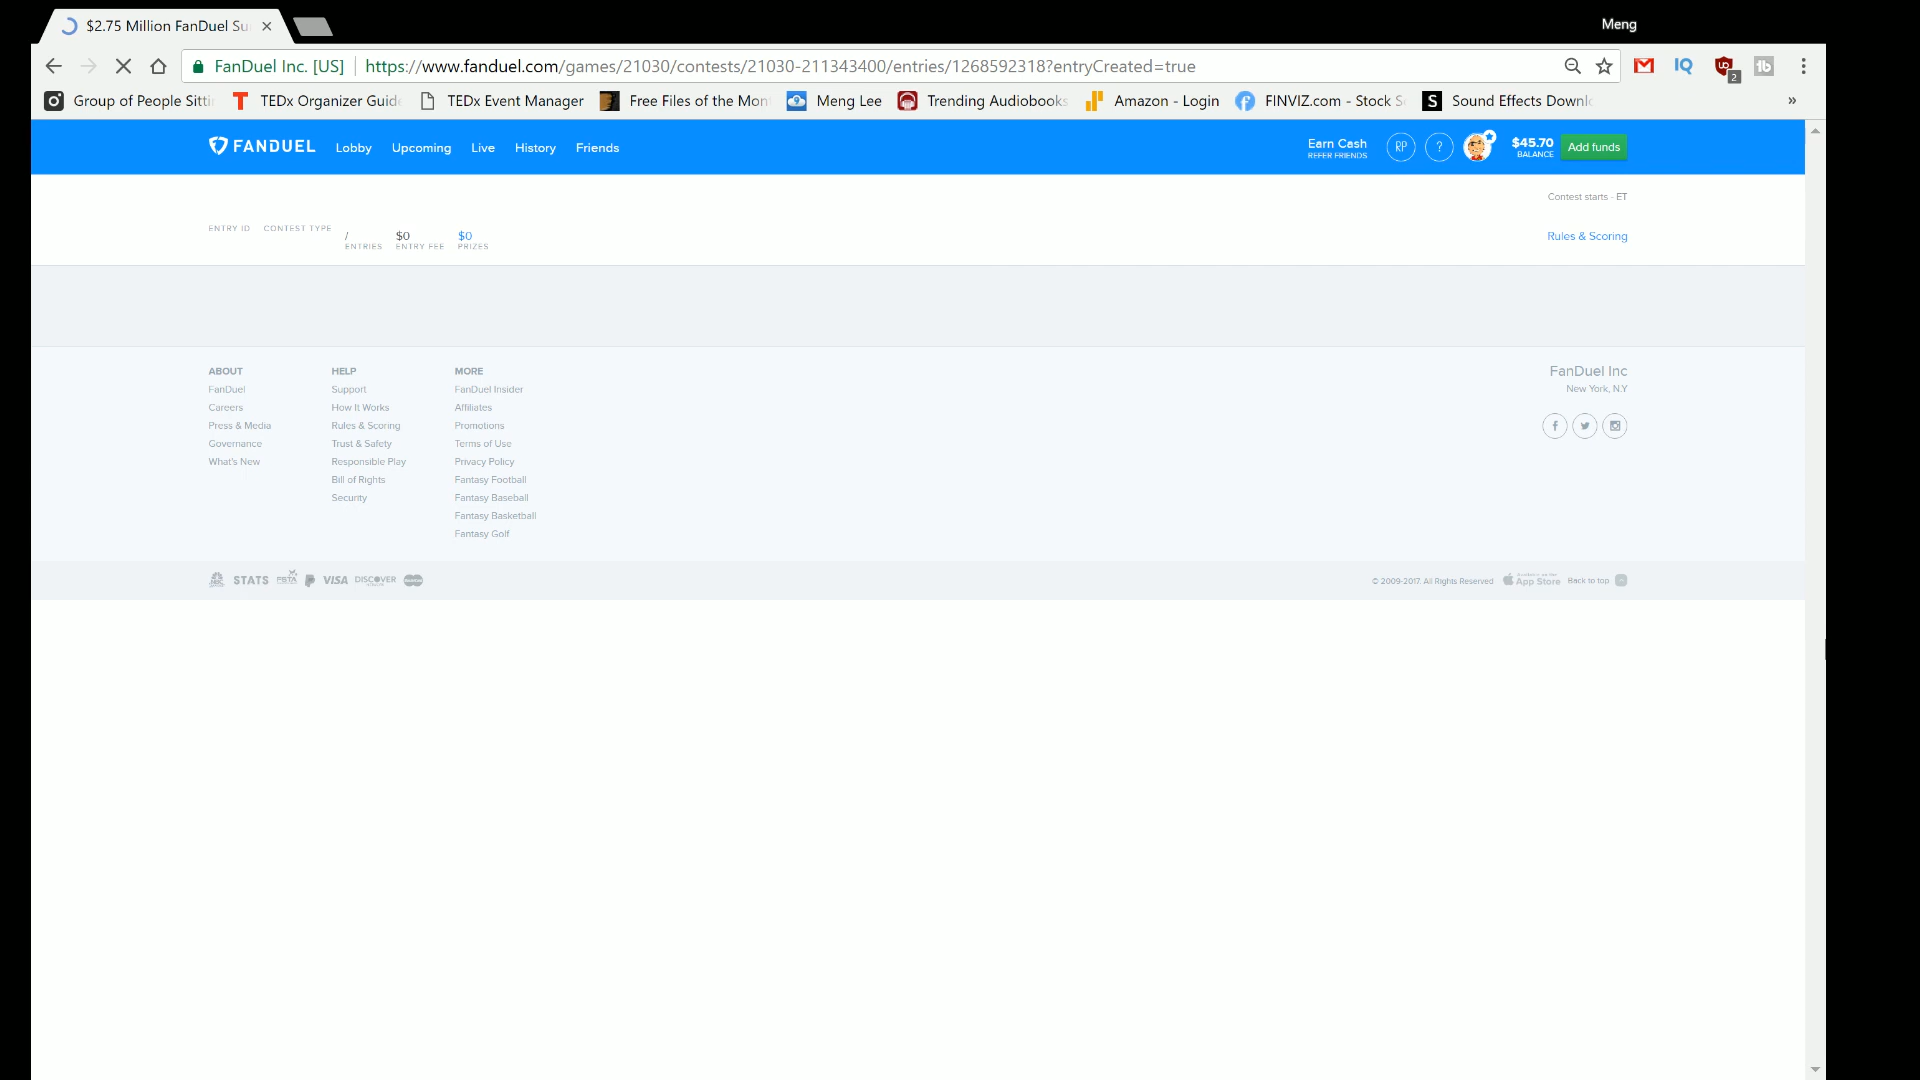 $2.75 Million FanDuel Su
Meng
FanDuel Inc. [US] https://www.fanduel.com/games/21030/contests/21030-211343400/entries/1268592318?entryCreated=true
Group of People Sitti TEDx Organizer Guide TEDx Event Manager Free Files of the Mon Meng Lee Trending Audiobooks Amazon - Login FINVIZ.com - Stock S Sound Effects Downl »
FANDUEL Lobby Upcoming Live History Friends Earn Cash REFER FRIENDS RP ? $45.70 BALANCE Add funds
Contest starts - ET
ENTRY ID CONTEST TYPE / ENTRIES $0 ENTRY FEE $0 PRIZES Rules & Scoring
ABOUT
FanDuel
Careers
Press & Media
Governance
What's New
HELP
Support
How It Works
Rules & Scoring
Trust & Safety
Responsible Play
Bill of Rights
Security
MORE
FanDuel Insider
Affiliates
Promotions
Terms of Use
Privacy Policy
Fantasy Football
Fantasy Baseball
Fantasy Basketball
Fantasy Golf
FanDuel Inc
New York, N.Y
STATS FSTA VISA DISCOVER
© 2009-2017. All Rights Reserved App Store Back to top